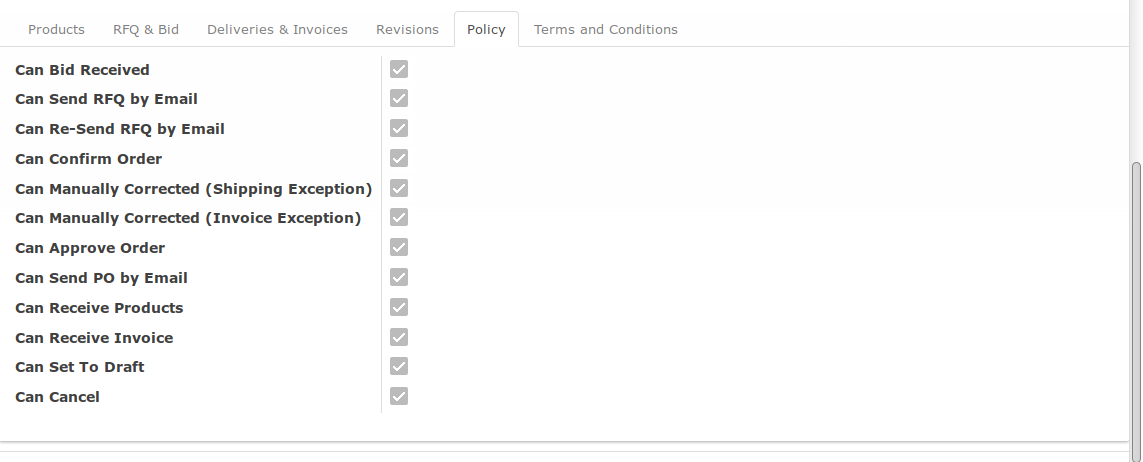 Products RFQ & Bid Deliveries & Invoices Revisions Policy Terms and Conditions
Can Bid Received
Can Send RFQ by Email
Can Re-Send RFQ by Email
Can Confirm Order
Can Manually Corrected (Shipping Exception)
Can Manually Corrected (Invoice Exception)
Can Approve Order
Can Send PO by Email
Can Receive Products
Can Receive Invoice
Can Set To Draft
Can Cancel